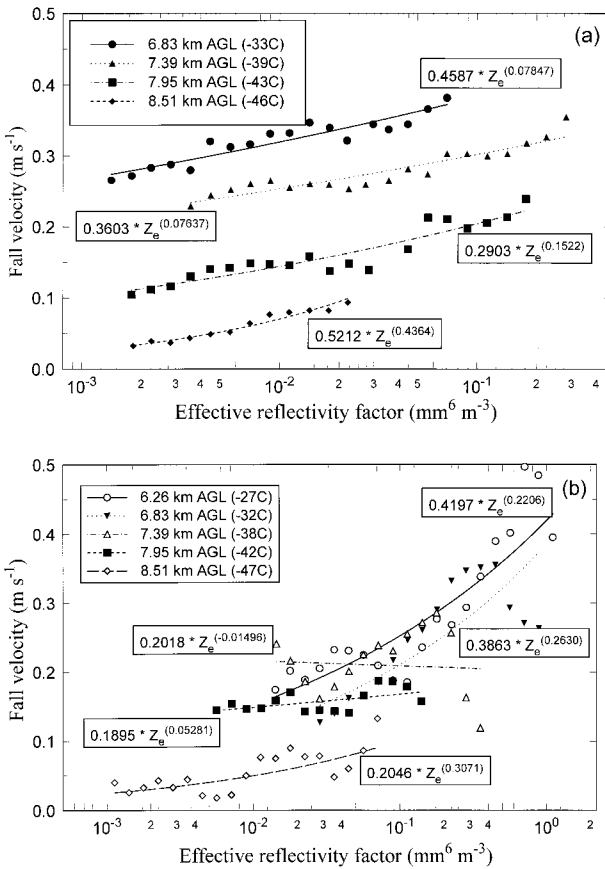 (a)
6.83 km AGL (-33C)
7.39 km AGL (-39C)
7.95 km AGL (-43C)
8.51 km AGL (-46C)
0.4587 * Ze^(0.07847)
0.3603 * Ze^(0.07637)
0.2903 * Ze^(0.1522)
0.5212 * Ze^(0.4364)
Fall velocity (m s-1)
0.5
0.4
0.3
0.2
0.1
0.0
10-3 2 3 4 5 10-2 2 3 4 5 10-1 2 3
Effective reflectivity factor (mm6 m-3)
(b)
6.26 km AGL (-27C)
6.83 km AGL (-32C)
7.39 km AGL (-38C)
7.95 km AGL (-42C)
8.51 km AGL (-47C)
0.4197 * Ze^(0.2206)
0.2018 * Ze^(-0.01496)
0.3863 * Ze^(0.2630)
0.1895 * Ze^(0.05281)
0.2046 * Ze^(0.3071)
Fall velocity (m s-1)
0.5
0.4
0.3
0.2
0.1
0.0
10-3 2 3 4 10-2 2 3 4 10-1 2 3 4 100
Effective reflectivity factor (mm6 m-3)